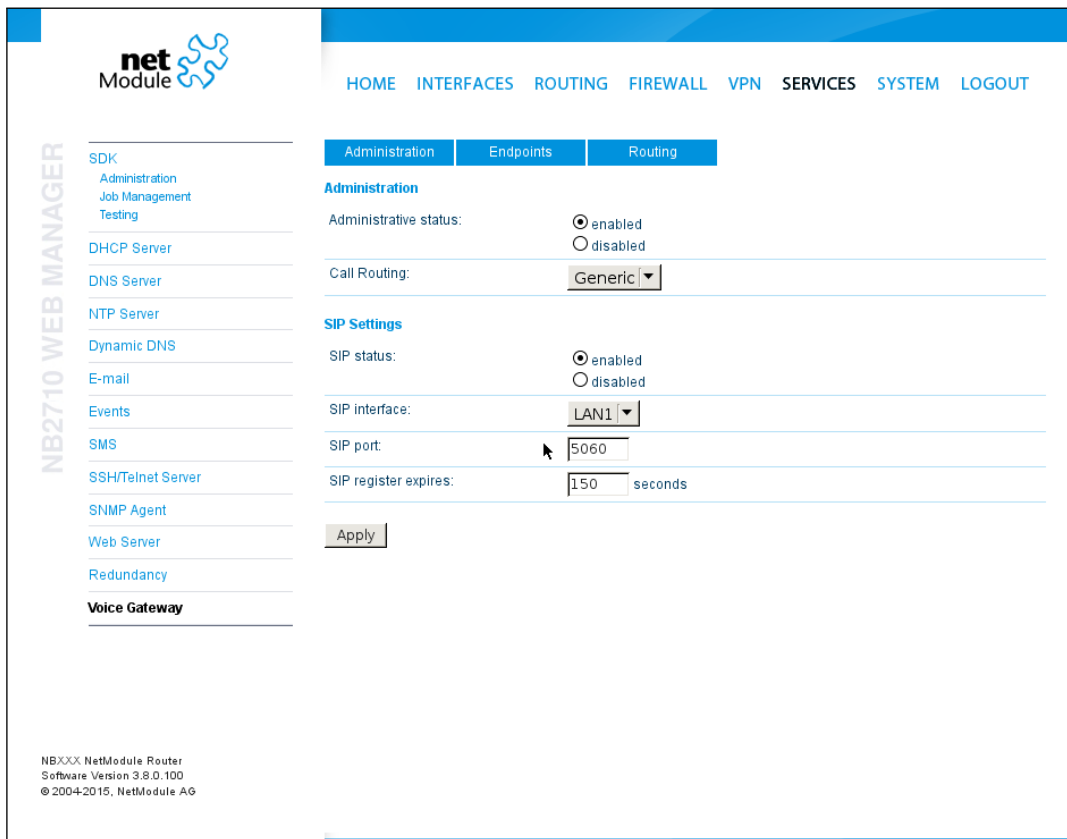 net
Module
HOME INTERFACES ROUTING FIREWALL VPN SERVICES SYSTEM LOGOUT
NB2710 WEB MANAGER
SDK
Administration
Job Management
Testing
DHCP Server
DNS Server
NTP Server
Dynamic DNS
E-mail
Events
SMS
SSH/Telnet Server
SNMP Agent
Web Server
Redundancy
Voice Gateway
Administration Endpoints Routing
Administration
Administrative status: enabled
disabled
Call Routing: Generic
SIP Settings
SIP status: enabled
disabled
SIP interface: LAN1
SIP port: 5060
SIP register expires: 150 seconds
Apply
NBXXX NetModule Router
Software Version 3.8.0.100
© 2004-2015, NetModule AG